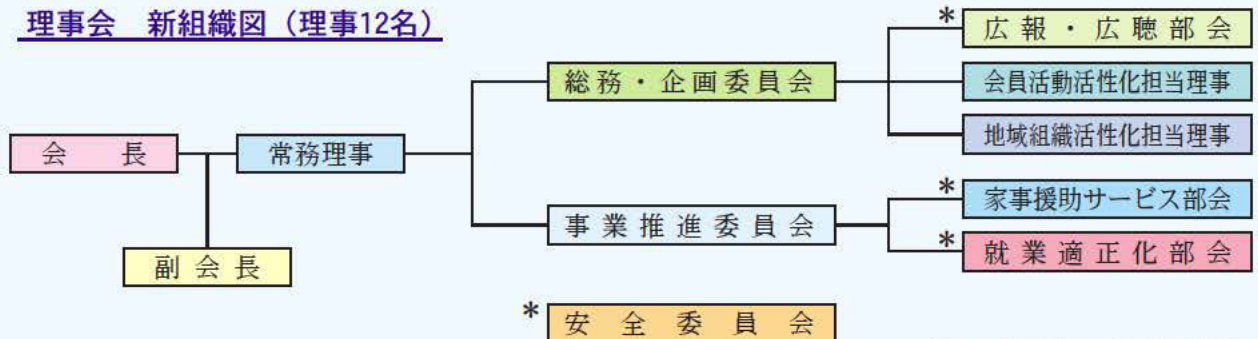 理事会　新組織図（理事12名）
会長
副会長
常務理事
総務・企画委員会
*広報・広聴部会
会員活動活性化担当理事
地域組織活性化担当理事
事業推進委員会
*家事援助サービス部会
*就業適正化部会
*安全委員会